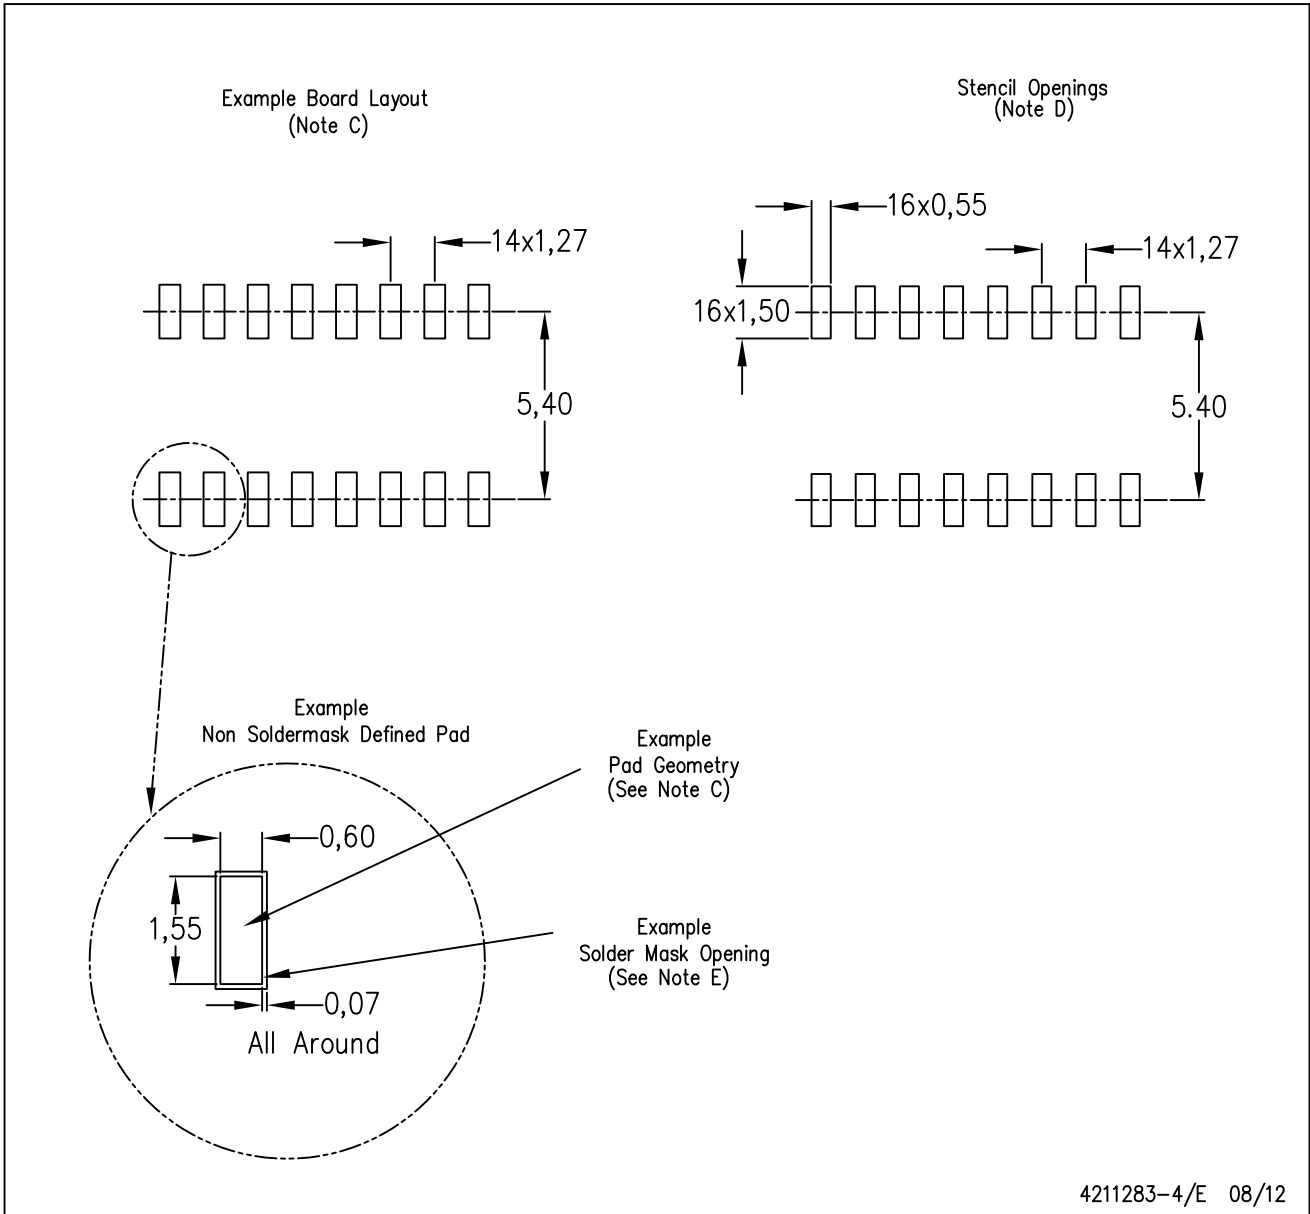 Example Board Layout
(Note C)
Stencil Openings
(Note D)
14x1,27
5,40
16x0,55
14x1,27
16x1,50
5.40
Example
Non Soldermask Defined Pad
Example
Pad Geometry
(See Note C)
0,60
1,55
Example
Solder Mask Opening
(See Note E)
0,07
All Around
4211283-4/E 08/12